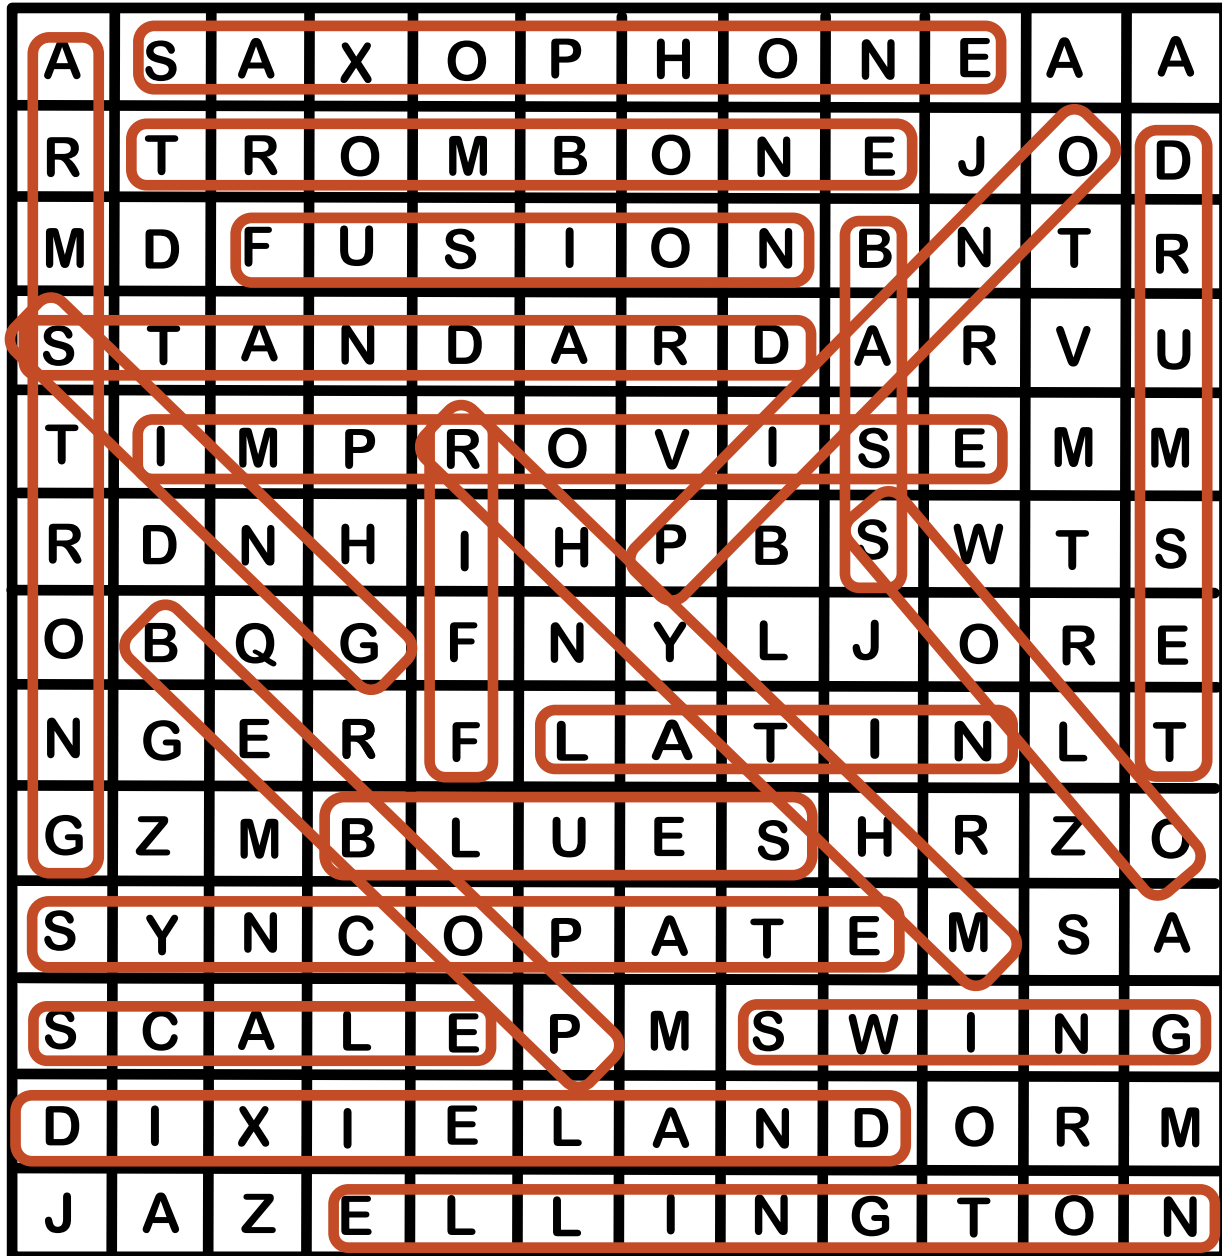 A S A X O P H O N E A A
R T R O M B O N E J O D
M D F U S I O N B N T R
S T A N D A R D A R V U
T I M P R O V I S E M M
R D N H I H P B S W T S
O B Q G F N Y L J O R E
N G E R F L A T I N L T
G Z M B L U E S H R Z O
S Y N C O P A T E M S A
S C A L E P M S W I N G
D I X I E L A N D O R M
J A Z E L L I N G T O N